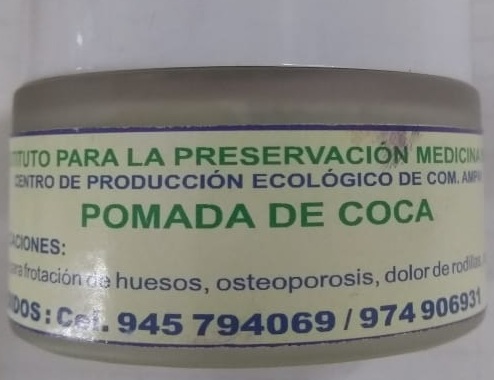 TITUTO PARA LA PRESERVACIÓN MEDICINA
CENTRO DE PRODUCCIÓN ECOLÓGICO DE COM. AMPA
POMADA DE COCA
CACIONES:
ara frotación de huesos, osteoporosis, dolor de rodillas,
IDOS: Cel. 945 794069 / 974 906931